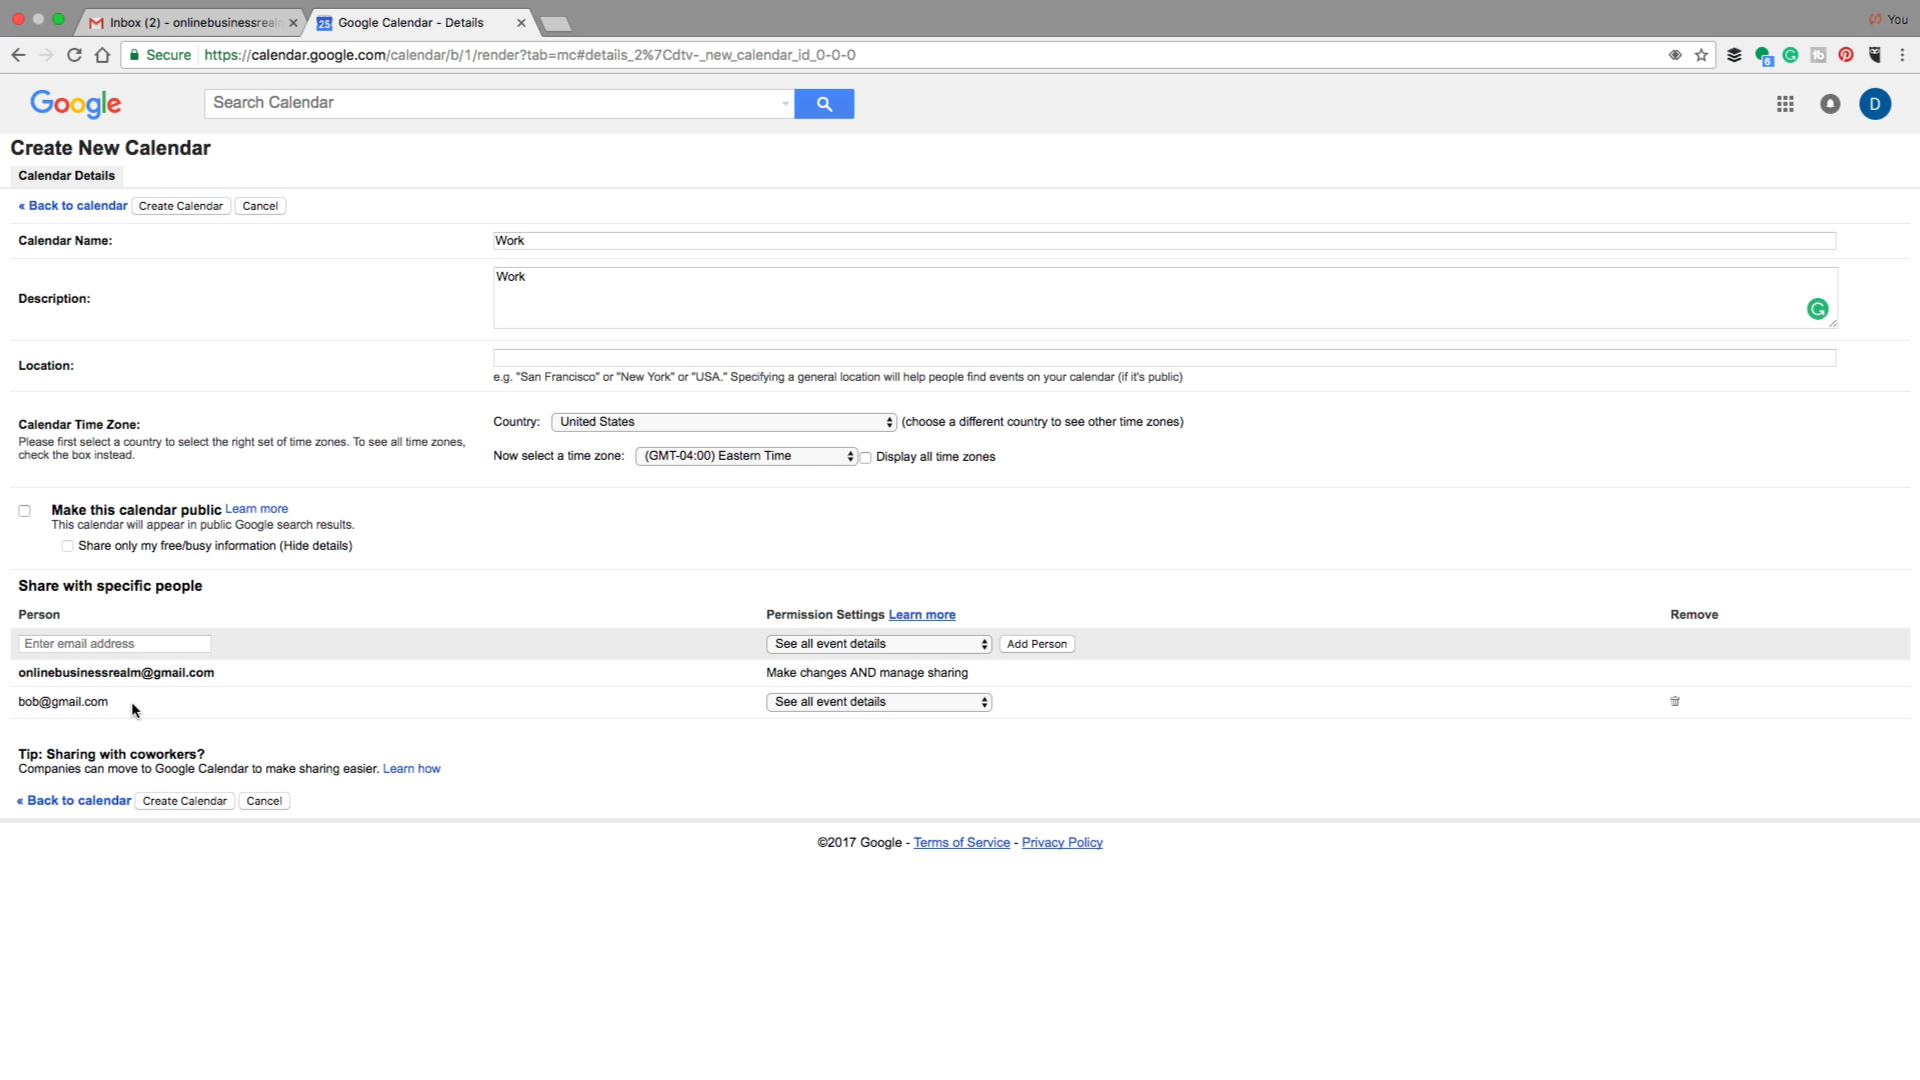 Inbox (2) - onlinebusinessreal
Google Calendar - Details
You
Secure
https://calendar.google.com/calendar/b/1/render?tab=mc#details_2%7Cdtv-_new_calendar_id_0-0-0
6
Google
Search Calendar
D
Create New Calendar
Calendar Details
« Back to calendar Create Calendar Cancel
Calendar Name:
Work
Description:
Work
Location:
e.g. "San Francisco" or "New York" or "USA." Specifying a general location will help people find events on your calendar (if it's public)
Calendar Time Zone:
Please first select a country to select the right set of time zones. To see all time zones,
check the box instead.
Country: United States (choose a different country to see other time zones)
Now select a time zone: (GMT-04:00) Eastern Time Display all time zones
Make this calendar public Learn more
This calendar will appear in public Google search results.
Share only my free/busy information (Hide details)
Share with specific people
Person Permission Settings Learn more Remove
Enter email address See all event details Add Person
onlinebusinessrealm@gmail.com Make changes AND manage sharing
bob@gmail.com See all event details
Tip: Sharing with coworkers?
Companies can move to Google Calendar to make sharing easier. Learn how
« Back to calendar Create Calendar Cancel
©2017 Google - Terms of Service - Privacy Policy